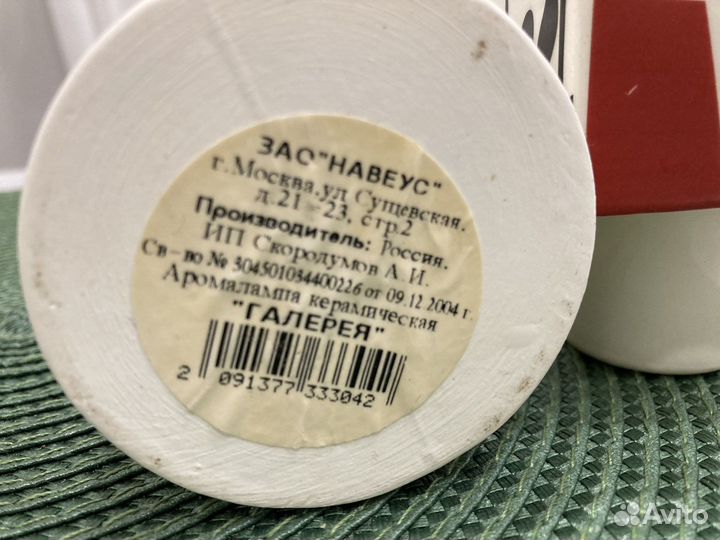 ЗАО"НАВЕУС"
г.Москва,ул Сущевская,
д.21-23, стр.2
Производитель: Россия.
ИП Скородумов А.И.
Св-во № 304501034400226 от 09.12.2004 г.
Аромалампа керамическая
"ГАЛЕРЕЯ"
2 091377 333042
Avito